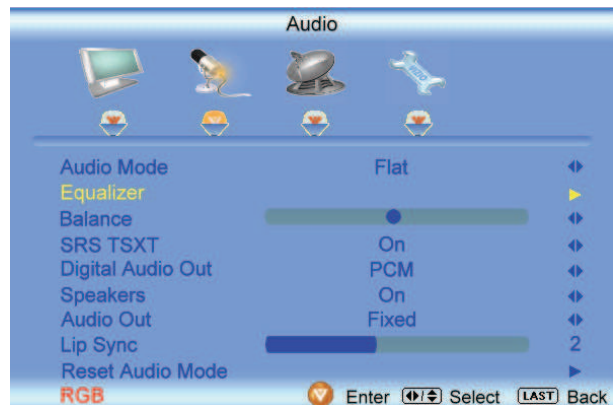 Audio
VIZIO
Audio Mode Flat
Equalizer
Balance
SRS TSXT On
Digital Audio Out PCM
Speakers On
Audio Out Fixed
Lip Sync 2
Reset Audio Mode
RGB Enter Select LAST Back